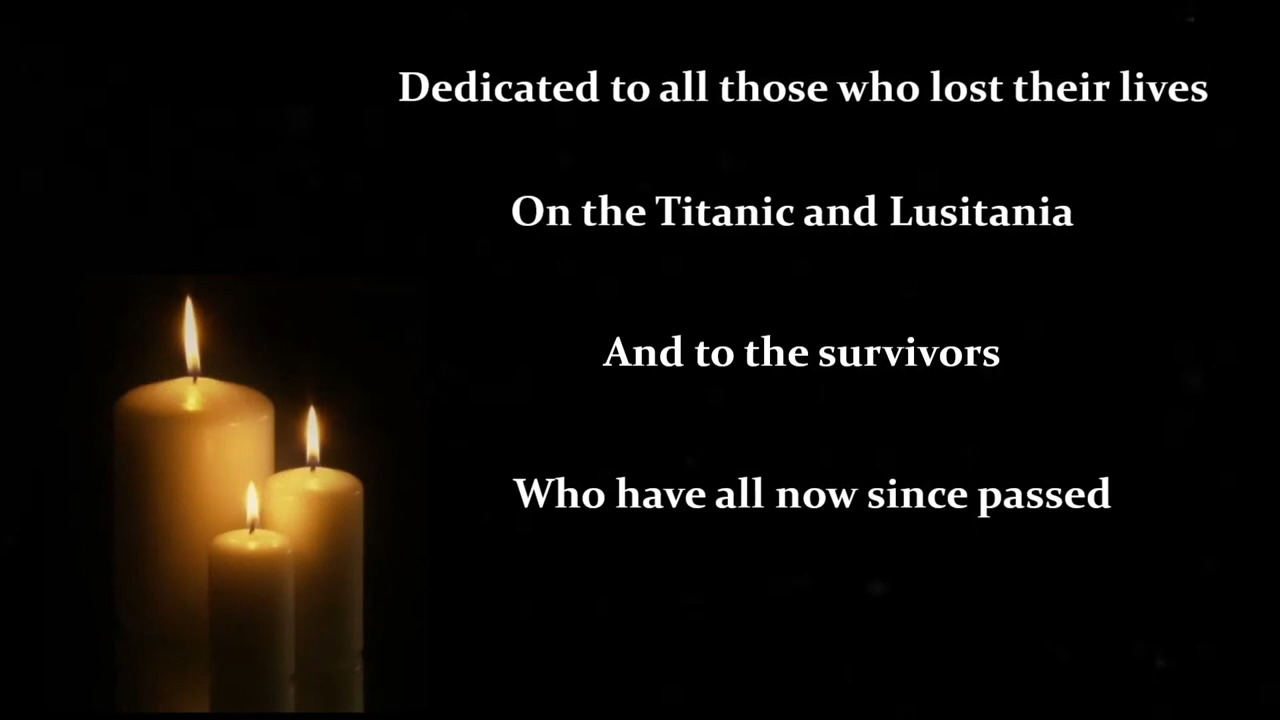 Dedicated to all those who lost their lives
On the Titanic and Lusitania
And to the survivors
Who have all now since passed